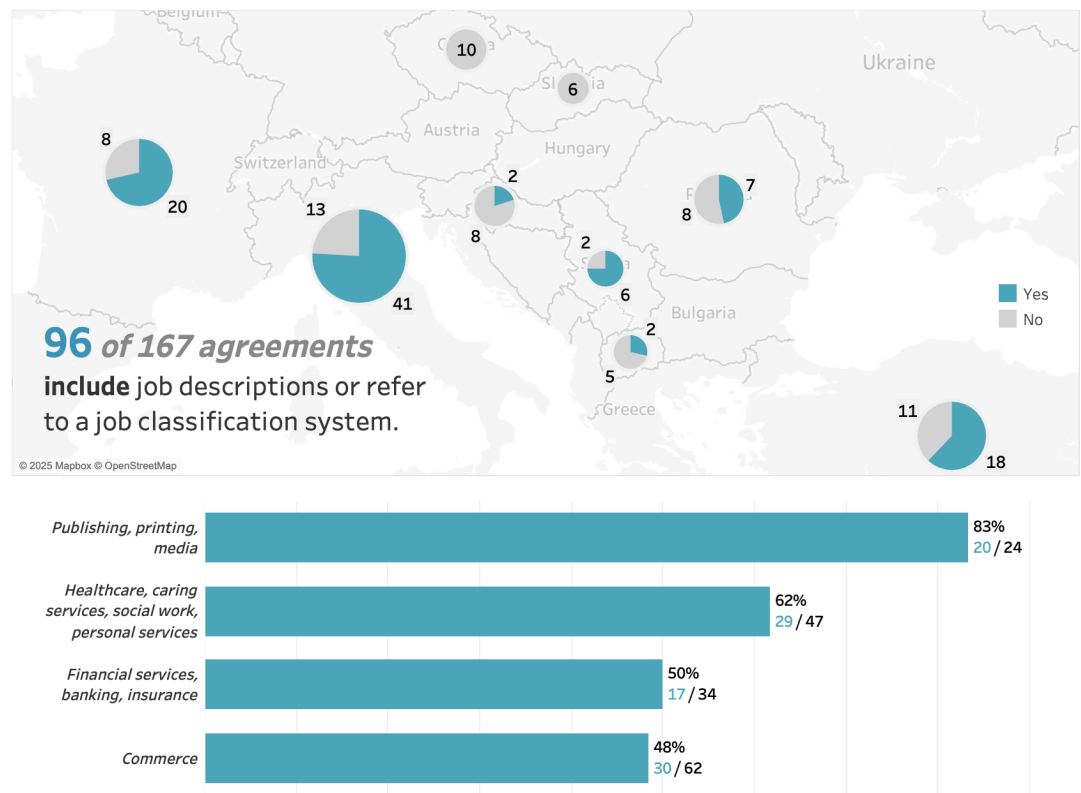 Belgium
Ukraine
10
6
Austria
Hungary
Switzerland
8
20
2
8
7
8
13
41
2
6
Bulgaria
2
5
Greece
Yes
No
96 of 167 agreements
include job descriptions or refer
to a job classification system.
11
18
© 2025 Mapbox © OpenStreetMap
Publishing, printing,
media
83%
20 / 24
Healthcare, caring
services, social work,
personal services
62%
29 / 47
Financial services,
banking, insurance
50%
17 / 34
Commerce
48%
30 / 62